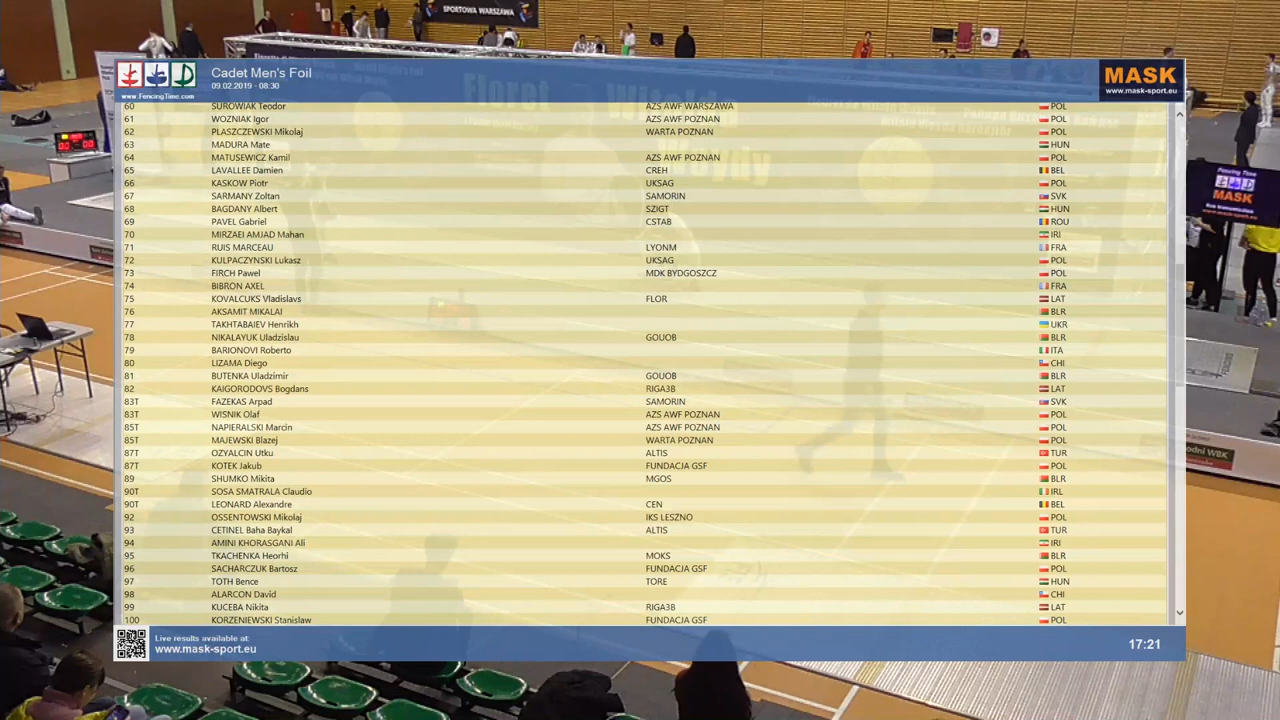 SPORTOWA WARSZAWA
Cadet Men's Foil
09.02.2019 - 08:30
www.FencingTime.com
MASK
www.mask-sport.eu
60 SUROWIAK Teodor AZS AWF WARSZAWA POL
61 WOZNIAK Igor AZS AWF POZNAN POL
62 PLASZCZEWSKI Mikolaj WARTA POZNAN POL
63 MADURA Mate HUN
64 MATUSEWICZ Kamil AZS AWF POZNAN POL
65 LAVALLEE Damien CREH BEL
66 KASKOW Piotr UKSAG POL
67 SARMANY Zoltan SAMORIN SVK
68 BAGDANY Albert SZIGT HUN
69 PAVEL Gabriel CSTAB ROU
70 MIRZAEI AMJAD Mahan IRI
71 RUIS MARCEAU LYONM FRA
72 KULPACZYNSKI Lukasz UKSAG POL
73 FIRCH Pawel MDK BYDGOSZCZ POL
74 BIBRON AXEL FRA
75 KOVALCUKS Vladislavs FLOR LAT
76 AKSAMIT MIKALAI BLR
77 TAKHTABAIEV Henrikh UKR
78 NIKALAYUK Uladzislau GOUOB BLR
79 BARIONOVI Roberto ITA
80 LIZAMA Diego CHI
81 BUTENKA Uladzimir GOUOB BLR
82 KAIGORODOVS Bogdans RIGA3B LAT
83T FAZEKAS Arpad SAMORIN SVK
83T WISNIK Olaf AZS AWF POZNAN POL
85T NAPIERALSKI Marcin AZS AWF POZNAN POL
85T MAJEWSKI Blazej WARTA POZNAN POL
87T OZYALCIN Utku ALTIS TUR
87T KOTEK Jakub FUNDACJA GSF POL
89 SHUMKO Mikita MGOS BLR
90T SOSA SMATRALA Claudio IRL
90T LEONARD Alexandre CEN BEL
92 OSSENTOWSKI Mikolaj IKS LESZNO POL
93 CETINEL Baha Baykal ALTIS TUR
94 AMINI KHORASGANI Ali IRI
95 TKACHENKA Heorhi MOKS BLR
96 SACHARCZUK Bartosz FUNDACJA GSF POL
97 TOTH Bence TORE HUN
98 ALARCON David CHI
99 KUCEBA Nikita RIGA3B LAT
100 KORZENIEWSKI Stanislaw FUNDACJA GSF POL
Fencing Time
MASK
Live results available at:
www.mask-sport.eu
17:21